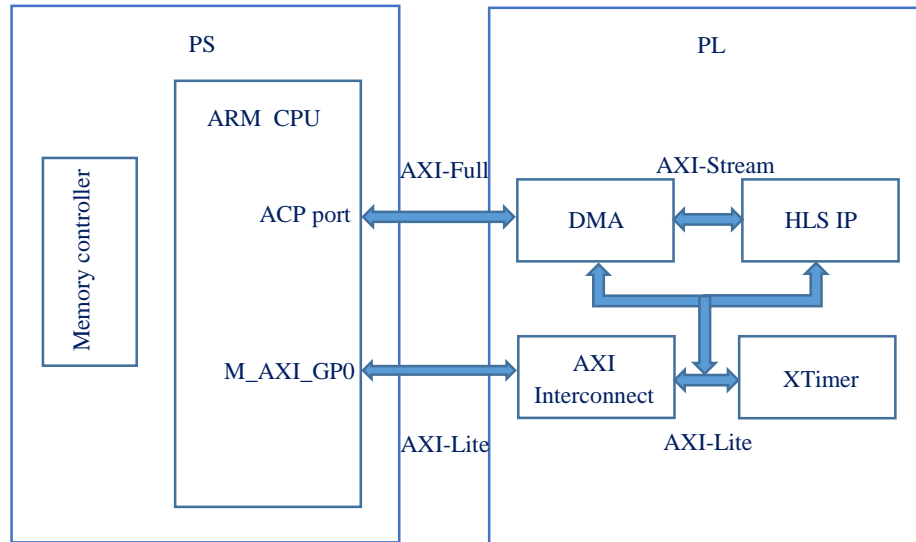 PS
PL
ARM CPU
Memory controller
AXI-Full
AXI-Stream
ACP port
DMA
HLS IP
M_AXI_GP0
AXI
Interconnect
XTimer
AXI-Lite
AXI-Lite